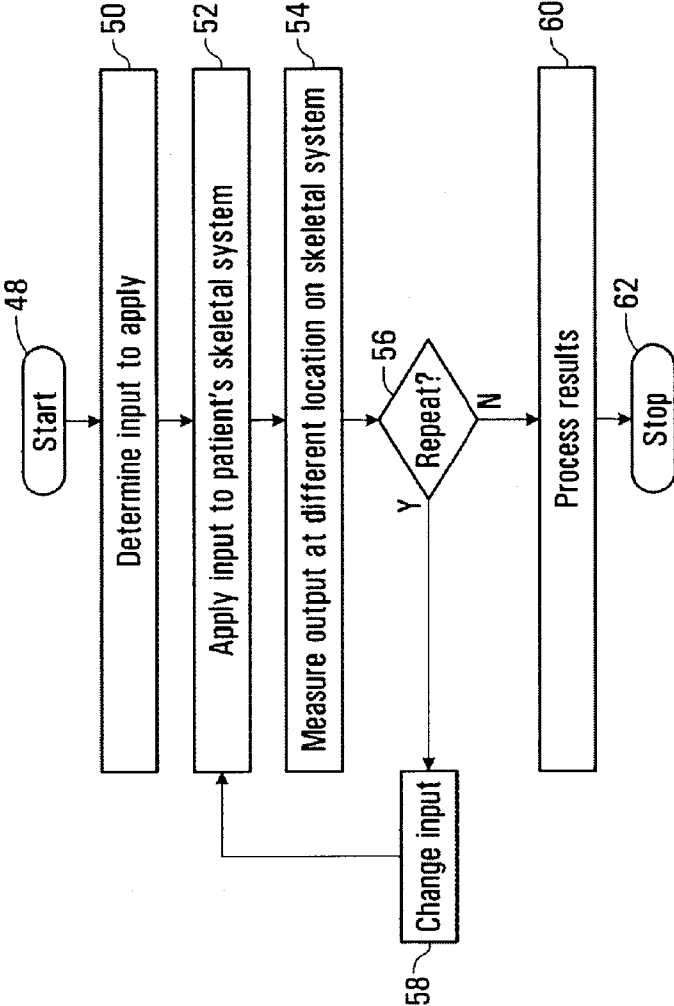 Start
48
Determine input to apply
50
Apply input to patient's skeletal system
52
Measure output at different location on skeletal system
54
Repeat?
56
Y
N
Change input
58
Process results
60
Stop
62